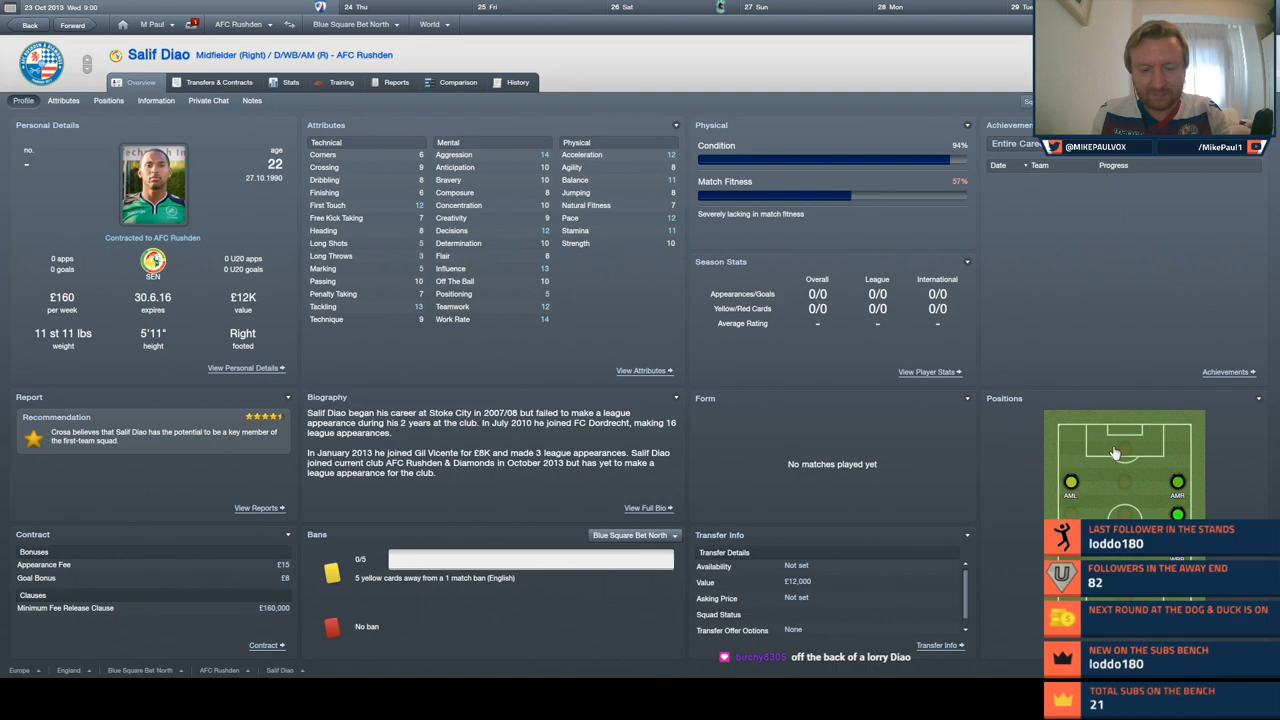 23 Oct 2013 Wed 9:00
24 Thu
25 Fri
26 Sat
27 Sun
28 Mon
29 Tue
Back
Forward
M Paul
AFC Rushden
Blue Square Bet North
World
Salif Diao
Midfielder (Right) / D/WB/AM (R) - AFC Rushden
Overview
Transfers & Contracts
Stats
Training
Reports
Comparison
History
Profile
Attributes
Positions
Information
Private Chat
Notes
@MIKEPAULVOX
/MikePaul1
Personal Details
no.
-
age
22
27.10.1990
Contracted to AFC Rushden
0 apps
0 goals
SEN
0 U20 apps
0 U20 goals
£160
per week
30.6.16
expires
£12K
value
11 st 11 lbs
weight
5'11"
height
Right
footed
View Personal Details
Attributes
Technical
Corners 6
Crossing 9
Dribbling 8
Finishing 6
First Touch 12
Free Kick Taking 7
Heading 8
Long Shots 5
Long Throws 3
Marking 5
Passing 10
Penalty Taking 7
Tackling 13
Technique 9
Mental
Aggression 14
Anticipation 10
Bravery 10
Composure 8
Concentration 10
Creativity 9
Decisions 12
Determination 10
Flair 8
Influence 13
Off The Ball 10
Positioning 5
Teamwork 12
Work Rate 14
Physical
Acceleration 12
Agility 8
Balance 11
Jumping 8
Natural Fitness 7
Pace 12
Stamina 11
Strength 10
View Attributes
Physical
Condition 94%
Match Fitness 57%
Severely lacking in match fitness
Season Stats
Overall League International
Appearances/Goals 0/0 0/0 0/0
Yellow/Red Cards 0/0 0/0 0/0
Average Rating - - -
View Player Stats
Entire Care
Date Team Progress
Achievements
Report
Recommendation
Crosa believes that Salif Diao has the potential to be a key member of
the first-team squad.
View Reports
Biography
Salif Diao began his career at Stoke City in 2007/08 but failed to make a league
appearance during his 2 years at the club. In July 2010 he joined FC Dordrecht, making 16
league appearances.
In January 2013 he joined Gil Vicente for £8K and made 3 league appearances. Salif Diao
joined current club AFC Rushden & Diamonds in October 2013 but has yet to make a
league appearance for the club.
View Full Bio
Form
No matches played yet
Positions
AML
AMR
Contract
Bonuses
Appearance Fee £15
Goal Bonus £8
Clauses
Minimum Fee Release Clause £160,000
Contract
Bans
Blue Square Bet North
0/5
5 yellow cards away from a 1 match ban (English)
No ban
Transfer Info
Transfer Details
Availability Not set
Value £12,000
Asking Price Not set
Squad Status
Transfer Offer Options None
Transfer Info
birchy8305 off the back of a lorry Diao
LAST FOLLOWER IN THE STANDS
loddo180
FOLLOWERS IN THE AWAY END
82
NEXT ROUND AT THE DOG & DUCK IS ON
NEW ON THE SUBS BENCH
loddo180
TOTAL SUBS ON THE BENCH
21
Europe
England
Blue Square Bet North
AFC Rushden
Salif Diao